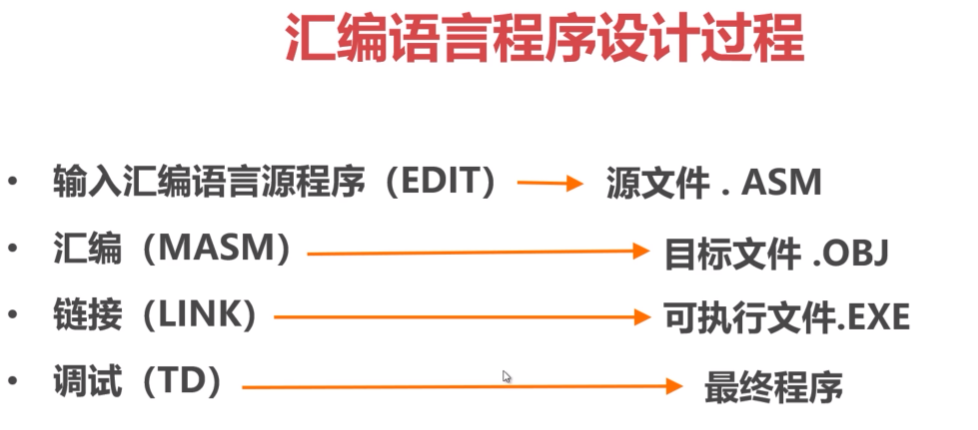 汇编语言程序设计过程
• 输入汇编语言源程序（EDIT） 源文件 . ASM
• 汇编（MASM） 目标文件 .OBJ
• 链接（LINK） 可执行文件.EXE
• 调试（TD） 最终程序